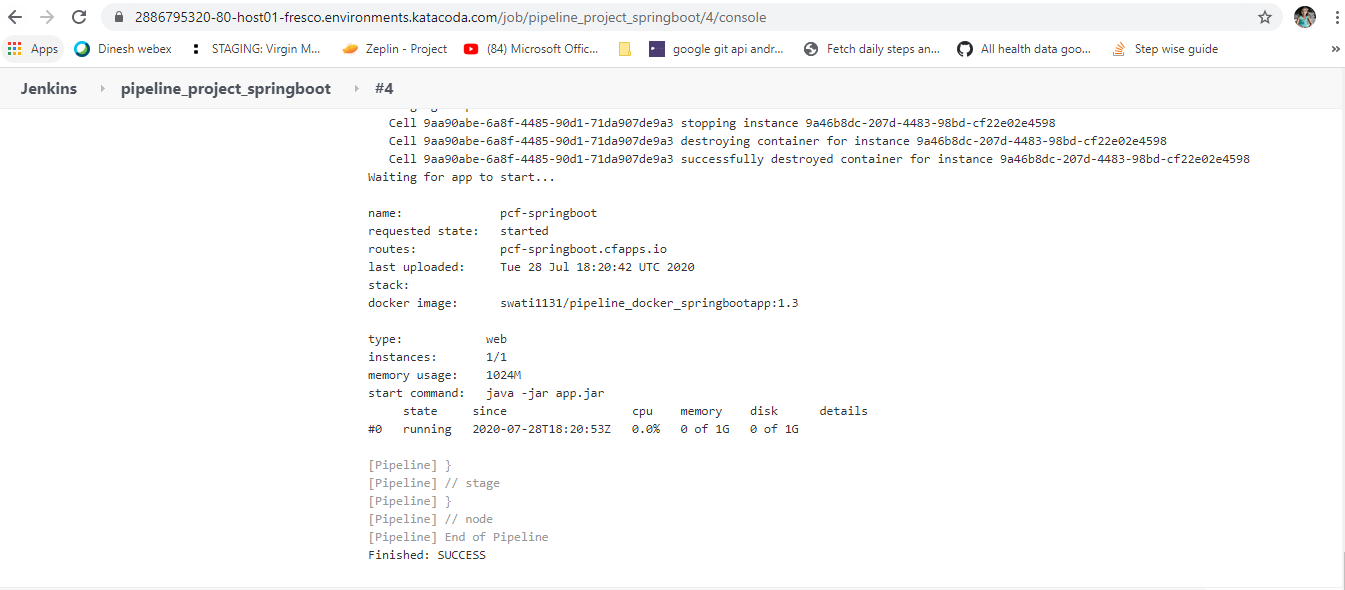 2886795320-80-host01-fresco.environments.katacoda.com/job/pipeline_project_springboot/4/console
Apps Dinesh webex STAGING: Virgin M... Zeplin - Project (84) Microsoft Offic... google git api andr... Fetch daily steps an... All health data goo... Step wise guide »
Jenkins pipeline_project_springboot #4
Cell 9aa90abe-6a8f-4485-90d1-71da907de9a3 stopping instance 9a46b8dc-207d-4483-98bd-cf22e02e4598
Cell 9aa90abe-6a8f-4485-90d1-71da907de9a3 destroying container for instance 9a46b8dc-207d-4483-98bd-cf22e02e4598
Cell 9aa90abe-6a8f-4485-90d1-71da907de9a3 successfully destroyed container for instance 9a46b8dc-207d-4483-98bd-cf22e02e4598
Waiting for app to start...
name: pcf-springboot
requested state: started
routes: pcf-springboot.cfapps.io
last uploaded: Tue 28 Jul 18:20:42 UTC 2020
stack:
docker image: swati1131/pipeline_docker_springbootapp:1.3
type: web
instances: 1/1
memory usage: 1024M
start command: java -jar app.jar
state since cpu memory disk details
#0 running 2020-07-28T18:20:53Z 0.0% 0 of 1G 0 of 1G
[Pipeline] }
[Pipeline] // stage
[Pipeline] }
[Pipeline] // node
[Pipeline] End of Pipeline
Finished: SUCCESS